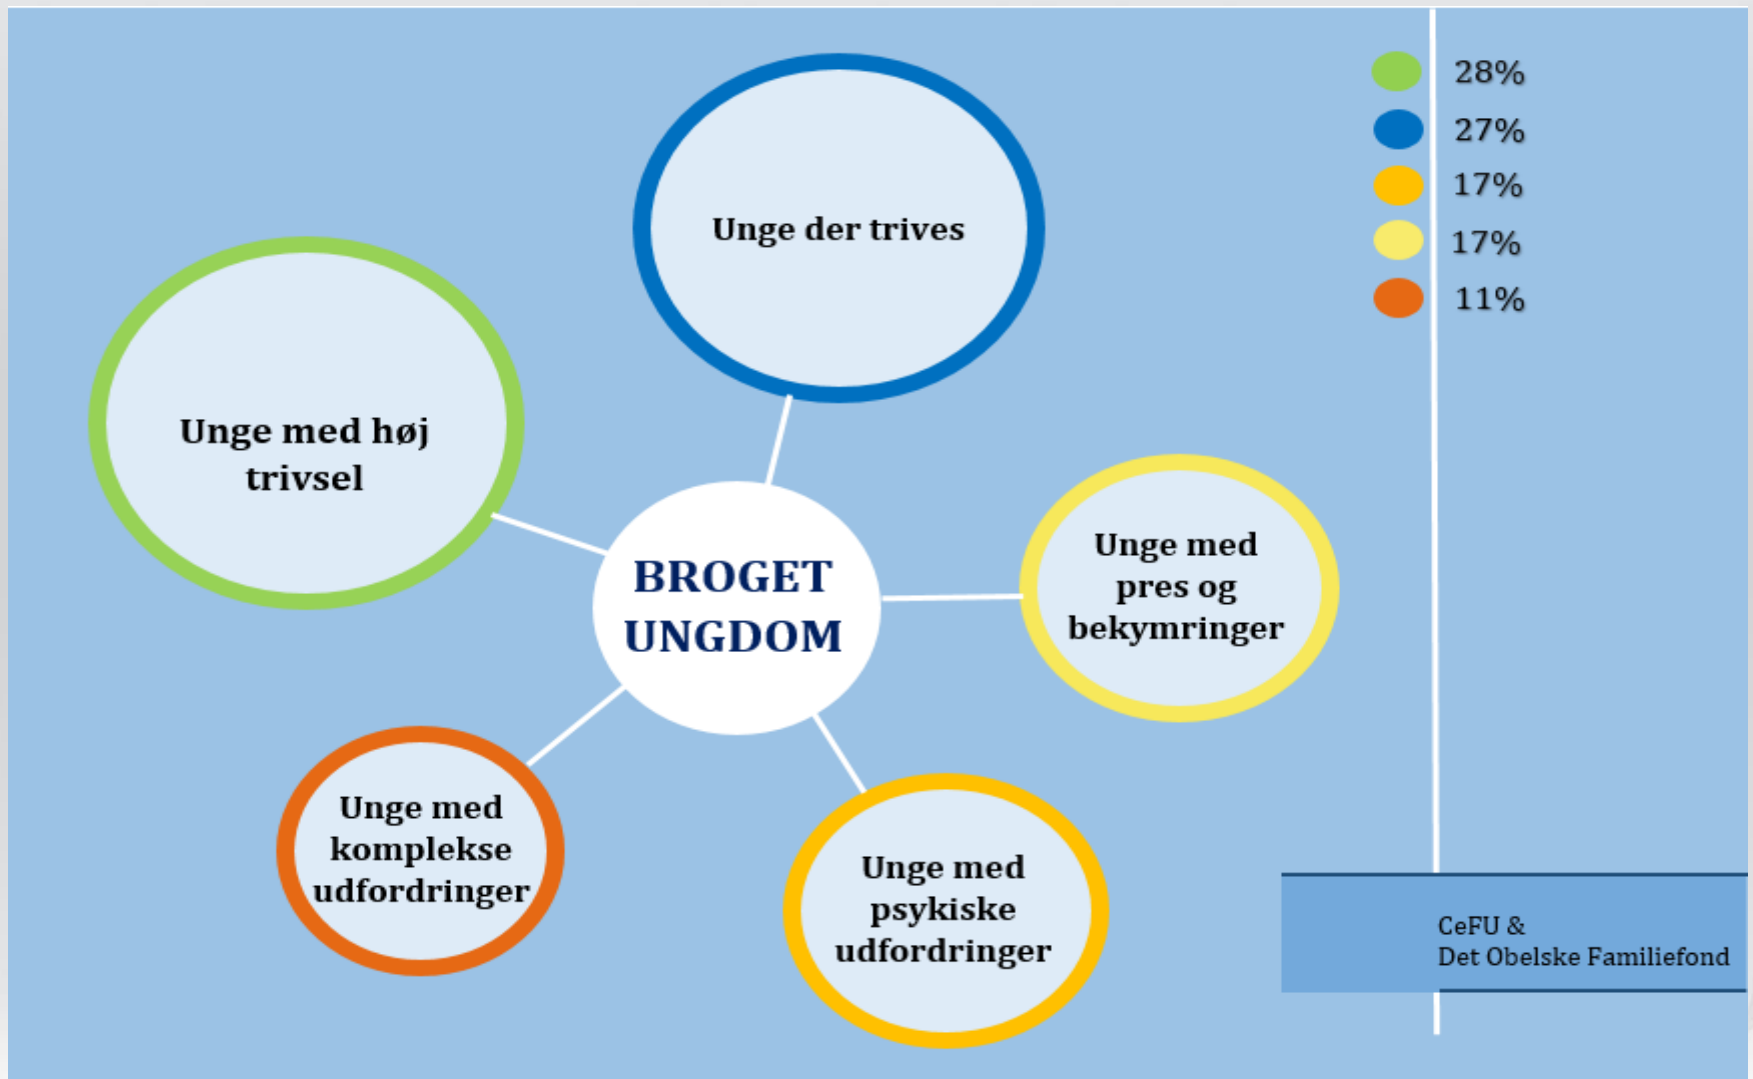 Unge der trives
Unge med høj
trivsel
BROGET
UNGDOM
Unge med
pres og
bekymringer
Unge med
komplekse
udfordringer
Unge med
psykiske
udfordringer
28%
27%
17%
17%
11%
CeFU &
Det Obelske Familiefond